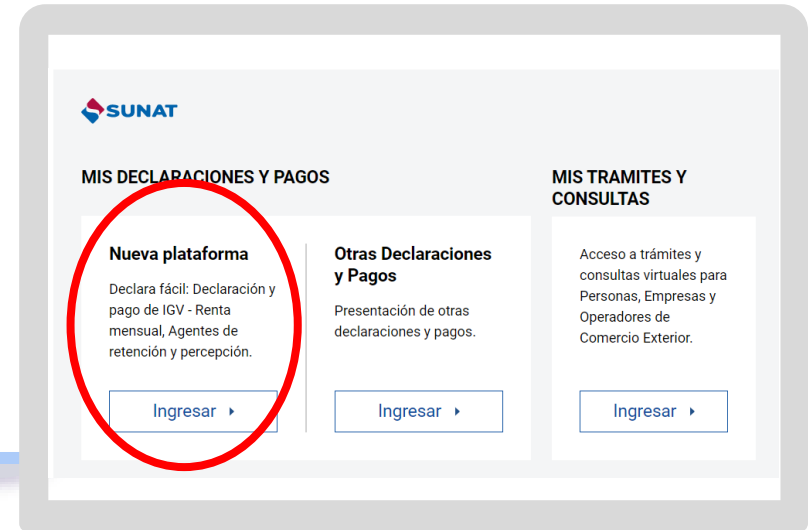 SUNAT
MIS DECLARACIONES Y PAGOS
Nueva plataforma
Declara fácil: Declaración y
pago de IGV - Renta
mensual, Agentes de
retención y percepción.
Ingresar
Otras Declaraciones
y Pagos
Presentación de otras
declaraciones y pagos.
Ingresar
MIS TRAMITES Y
CONSULTAS
Acceso a trámites y
consultas virtuales para
Personas, Empresas y
Operadores de
Comercio Exterior.
Ingresar